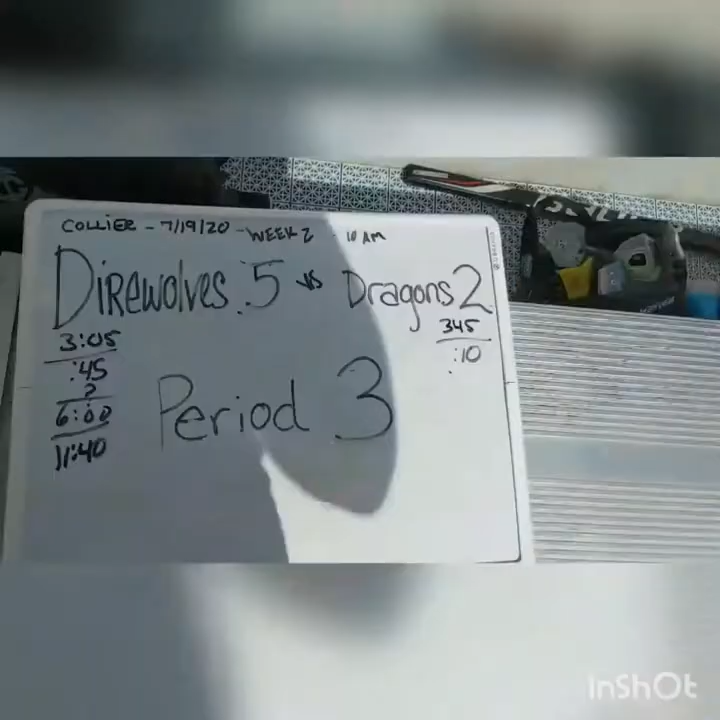 COLLIER - 7/19/20 - WEEK 2 - 10 AM
Direwolves 5 vs Dragons 2
3:05
:45
?
6:00
11:40
345
:10
Period 3
InShOt